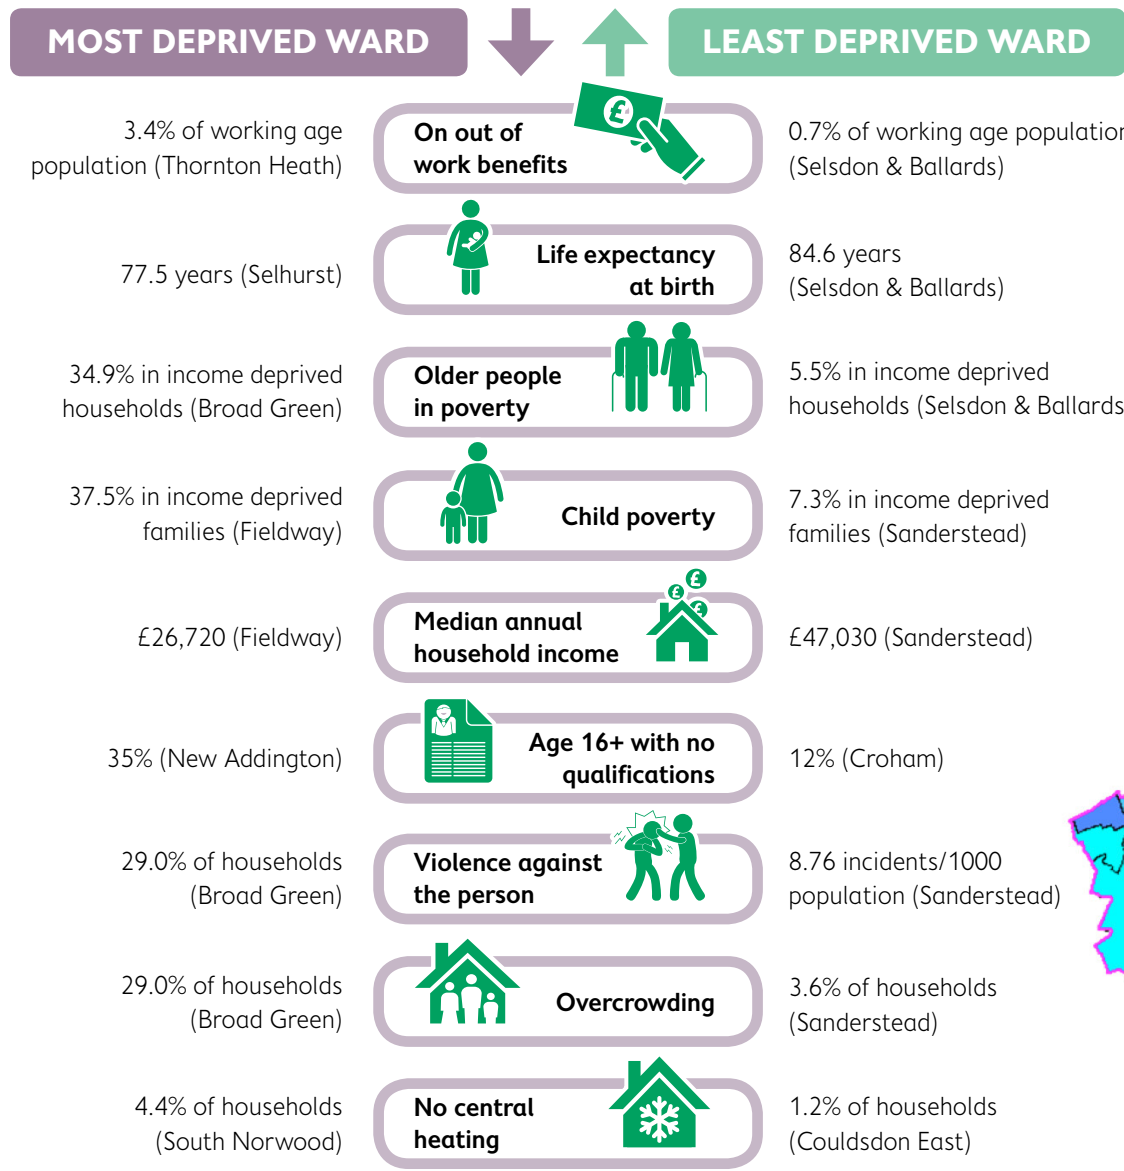 MOST DEPRIVED WARD
LEAST DEPRIVED WARD
3.4% of working age
population (Thornton Heath)
On out of
work benefits
£
0.7% of working age population
(Selsdon & Ballards)
77.5 years (Selhurst)
Life expectancy
at birth
84.6 years
(Selsdon & Ballards)
34.9% in income deprived
households (Broad Green)
Older people
in poverty
5.5% in income deprived
households (Selsdon & Ballards
37.5% in income deprived
families (Fieldway)
Child poverty
7.3% in income deprived
families (Sanderstead)
£26,720 (Fieldway)
Median annual
household income
£
£
£
£47,030 (Sanderstead)
35% (New Addington)
Age 16+ with no
qualifications
12% (Croham)
29.0% of households
(Broad Green)
Violence against
the person
8.76 incidents/1000
population (Sanderstead)
29.0% of households
(Broad Green)
Overcrowding
3.6% of households
(Sanderstead)
4.4% of households
(South Norwood)
No central
heating
1.2% of households
(Couldsdon East)